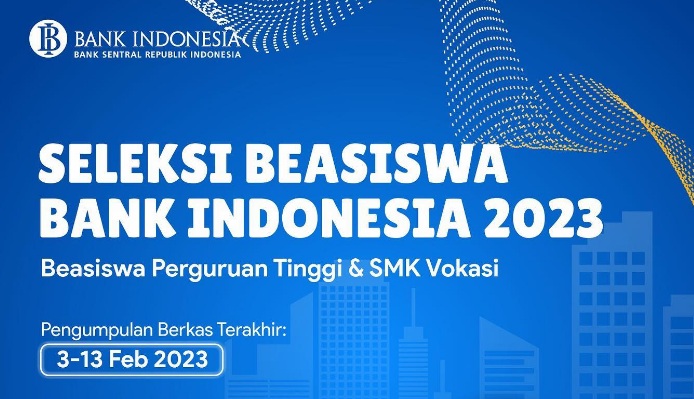 BANK INDONESIA
BANK SENTRAL REPUBLIK INDONESIA
SELEKSI BEASISWA
BANK INDONESIA 2023
Beasiswa Perguruan Tinggi & SMK Vokasi
Pengumpulan Berkas Terakhir:
3-13 Feb 2023